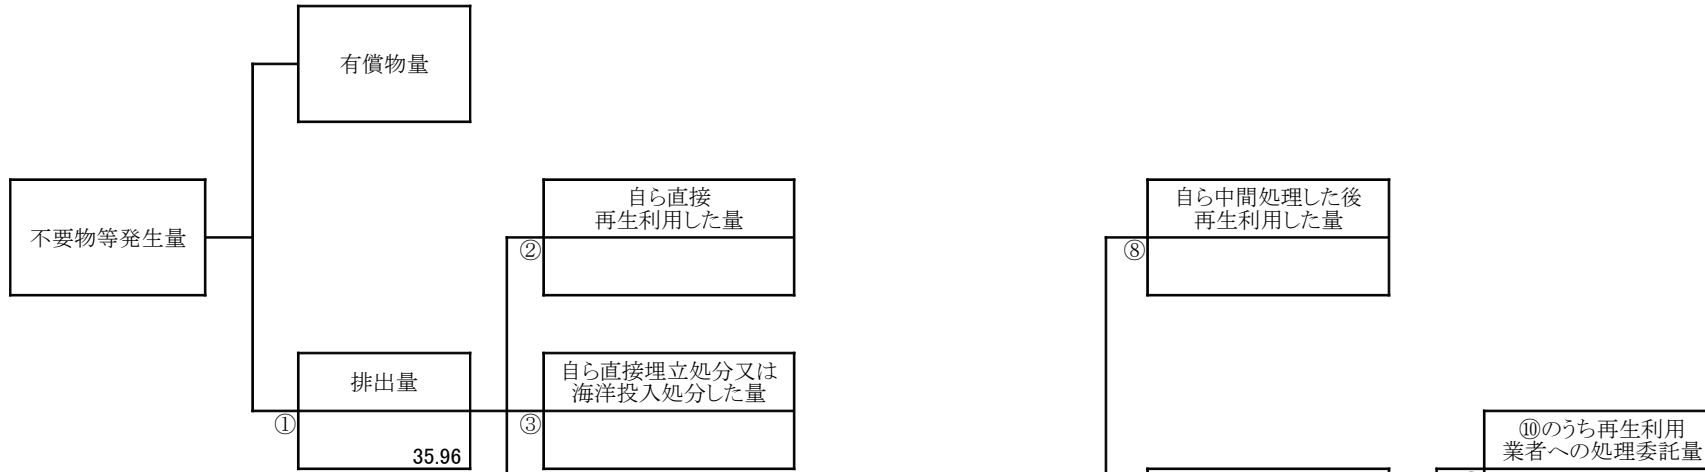 有償物量
不要物等発生量
自ら直接
再生利用した量
②
自ら中間処理した後
再生利用した量
⑧
排出量
①
35.96
自ら直接埋立処分又は
海洋投入処分した量
③
⑩のうち再生利用
業者への処理委託量